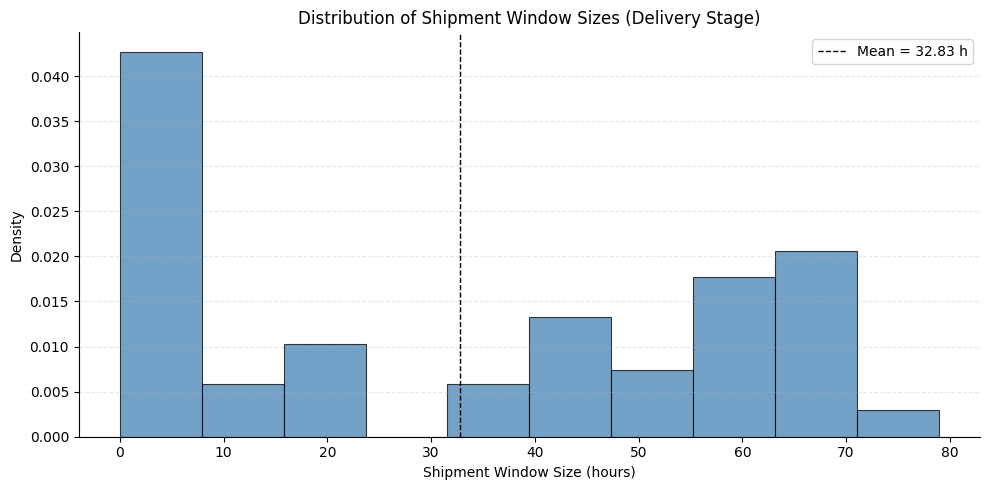 Distribution of Shipment Window Sizes (Delivery Stage)
Mean = 32.83 h
Density
0.040
0.035
0.030
0.025
0.020
0.015
0.010
0.005
0.000
0 10 20 30 40 50 60 70 80
Shipment Window Size (hours)